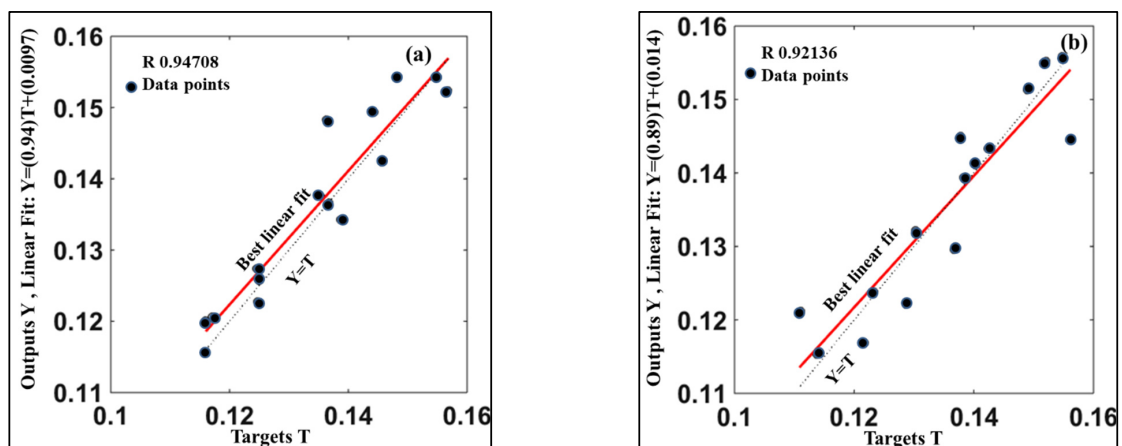 Outputs Y , Linear Fit: Y=(0.94)T+(0.0097)
0.16
0.15
0.14
0.13
0.12
0.11
(a)
R 0.94708
Data points
Best linear fit
Y=T
0.1
0.12
0.14
0.16
Targets T
Outputs Y , Linear Fit: Y=(0.89)T+(0.014)
0.16
0.15
0.14
0.13
0.12
0.11
(b)
R 0.92136
Data points
Best linear fit
Y=T
0.1
0.12
0.14
0.16
Targets T